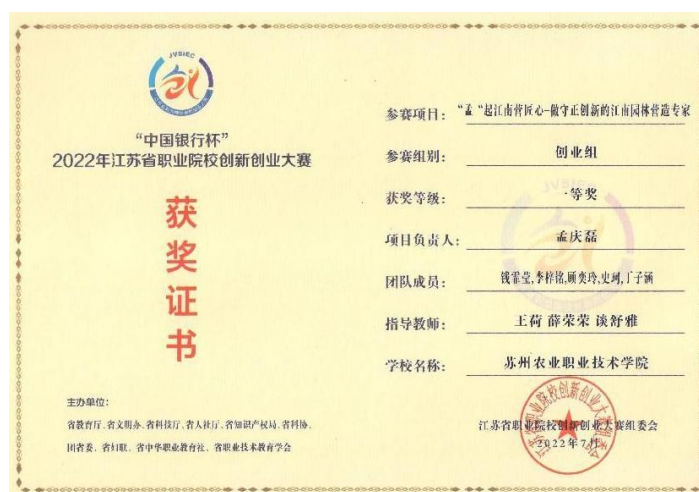 JVSIEC
“中国银行杯”
2022年江苏省职业院校创新创业大赛
获奖证书
主办单位：
省教育厅、省文明办、省科技厅、省人社厅、省知识产权局、省科协、
团省委、省妇联、省中华职业教育社、省职业技术教育学会
参赛项目：“孟“起江南营匠心-做守正创新的江南园林营造专家
参赛组别：创业组
获奖等级：一等奖
项目负责人：孟庆磊
团队成员：钱霏莹,李梓铭,顾奕玲,史珂,丁子涵
指导教师：王荷 薛荣荣 谈舒雅
学校名称：苏州农业职业技术学院
江苏省职业院校创新创业大赛组委会
2022年7月